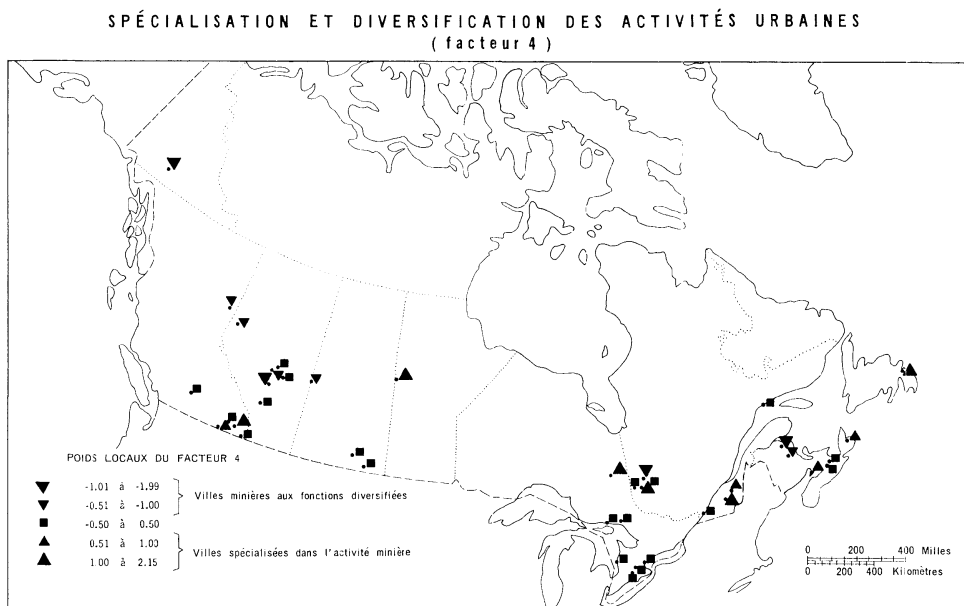 SPÉCIALISATION ET DIVERSIFICATION DES ACTIVITÉS URBAINES
(facteur 4)
POIDS LOCAUX DU FACTEUR 4
-1.01 à -1.99
-0.51 à -1.00
Villes minières aux fonctions diversifiées
-0.50 à 0.50
0.51 à 1.03
1.00 à 2.15
Villes spécialisées dans l'activité minière
0 200 400 Milles
0 200 400 Kilomètres